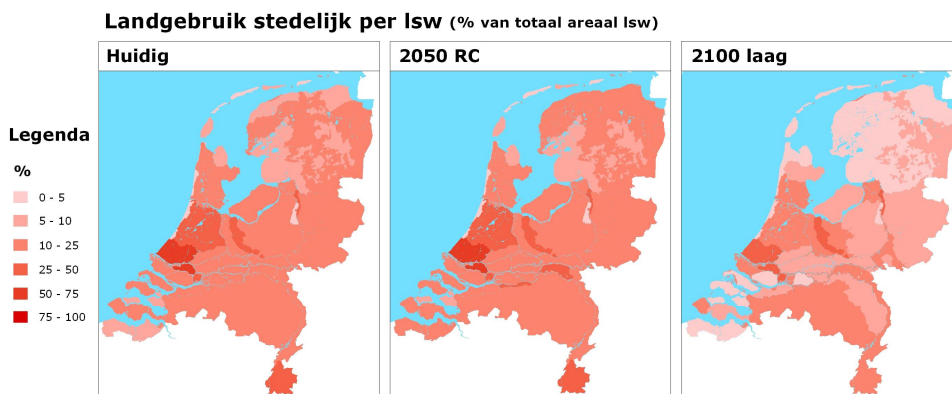 Landgebruik stedelijk per lsw (% van totaal areaal lsw)
Huidig
2050 RC
2100 laag
Legenda
%
0 - 5
5 - 10
10 - 25
25 - 50
50 - 75
75 - 100